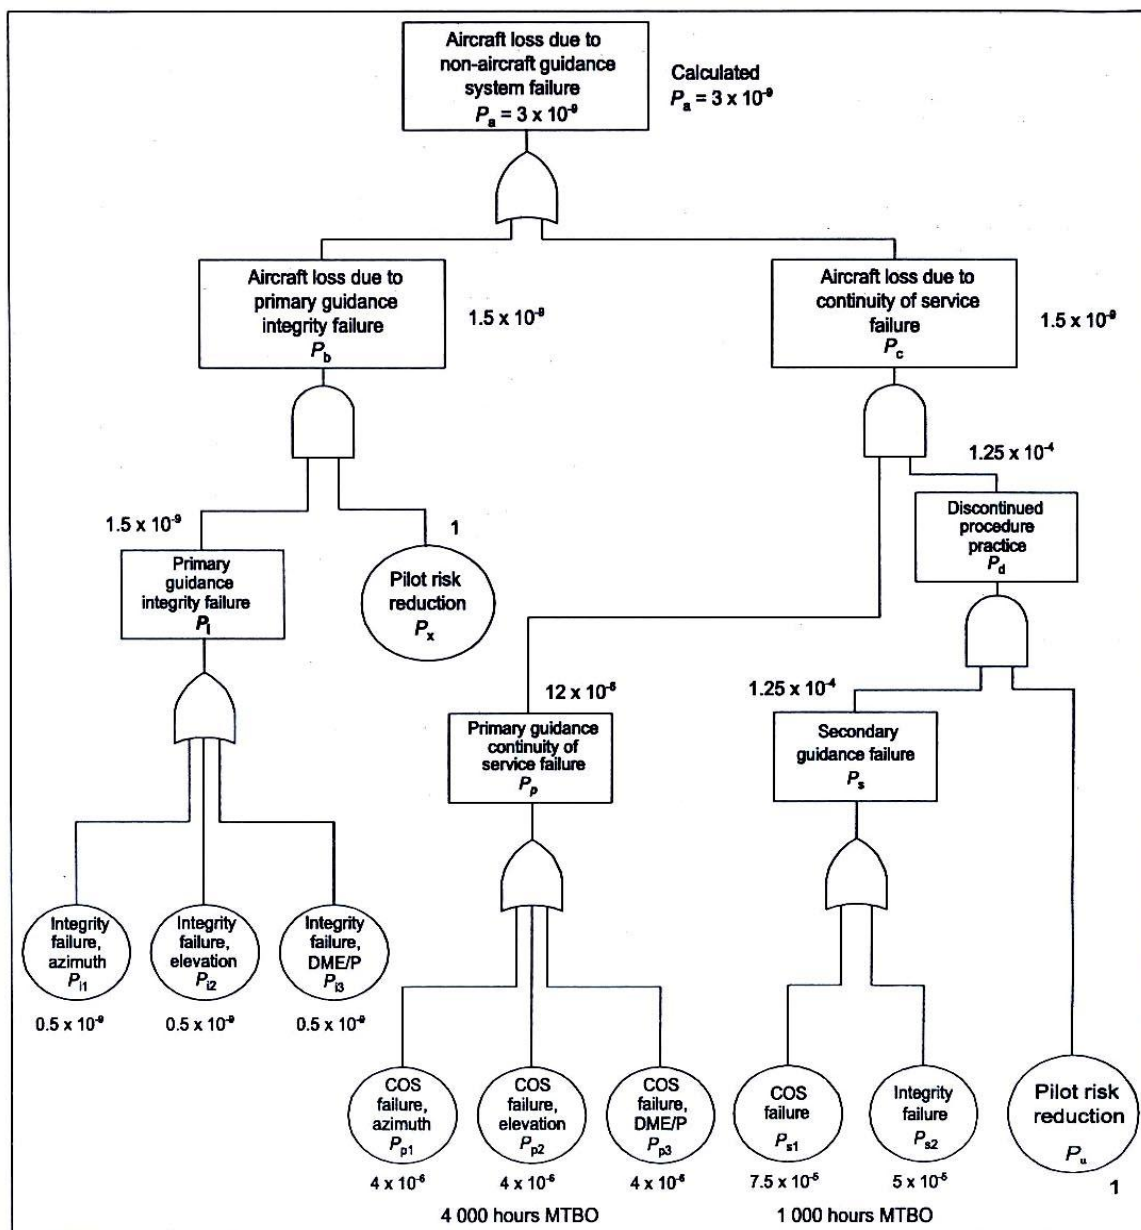 Aircraft loss due to
non-aircraft guidance
system failure
Pa = 3 x 10⁻⁹
Calculated
Pa = 3 x 10⁻⁹
Aircraft loss due to
primary guidance
integrity failure
Pb
1.5 x 10⁻⁹
Aircraft loss due to
continuity of service
failure
Pc
1.5 x 10⁻⁹
1.25 x 10⁻⁴
Discontinued
procedure
practice
Pd
1.5 x 10⁻⁹
Primary
guidance
integrity failure
Pi
1
Pilot risk
reduction
Px
12 x 10⁻⁶
Primary guidance
continuity of
service failure
Pp
1.25 x 10⁻⁴
Secondary
guidance failure
Ps
Integrity
failure,
azimuth
Pi1
0.5 x 10⁻⁹
Integrity
failure,
elevation
Pi2
0.5 x 10⁻⁹
Integrity
failure,
DME/P
Pi3
0.5 x 10⁻⁹
COS
failure,
azimuth
Pp1
4 x 10⁻⁶
COS
failure,
elevation
Pp2
4 x 10⁻⁶
COS
failure,
DME/P
Pp3
4 x 10⁻⁶
COS
failure
Ps1
7.5 x 10⁻⁵
Integrity
failure
Ps2
5 x 10⁻⁵
Pilot risk
reduction
Pu
1
4 000 hours MTBO
1 000 hours MTBO